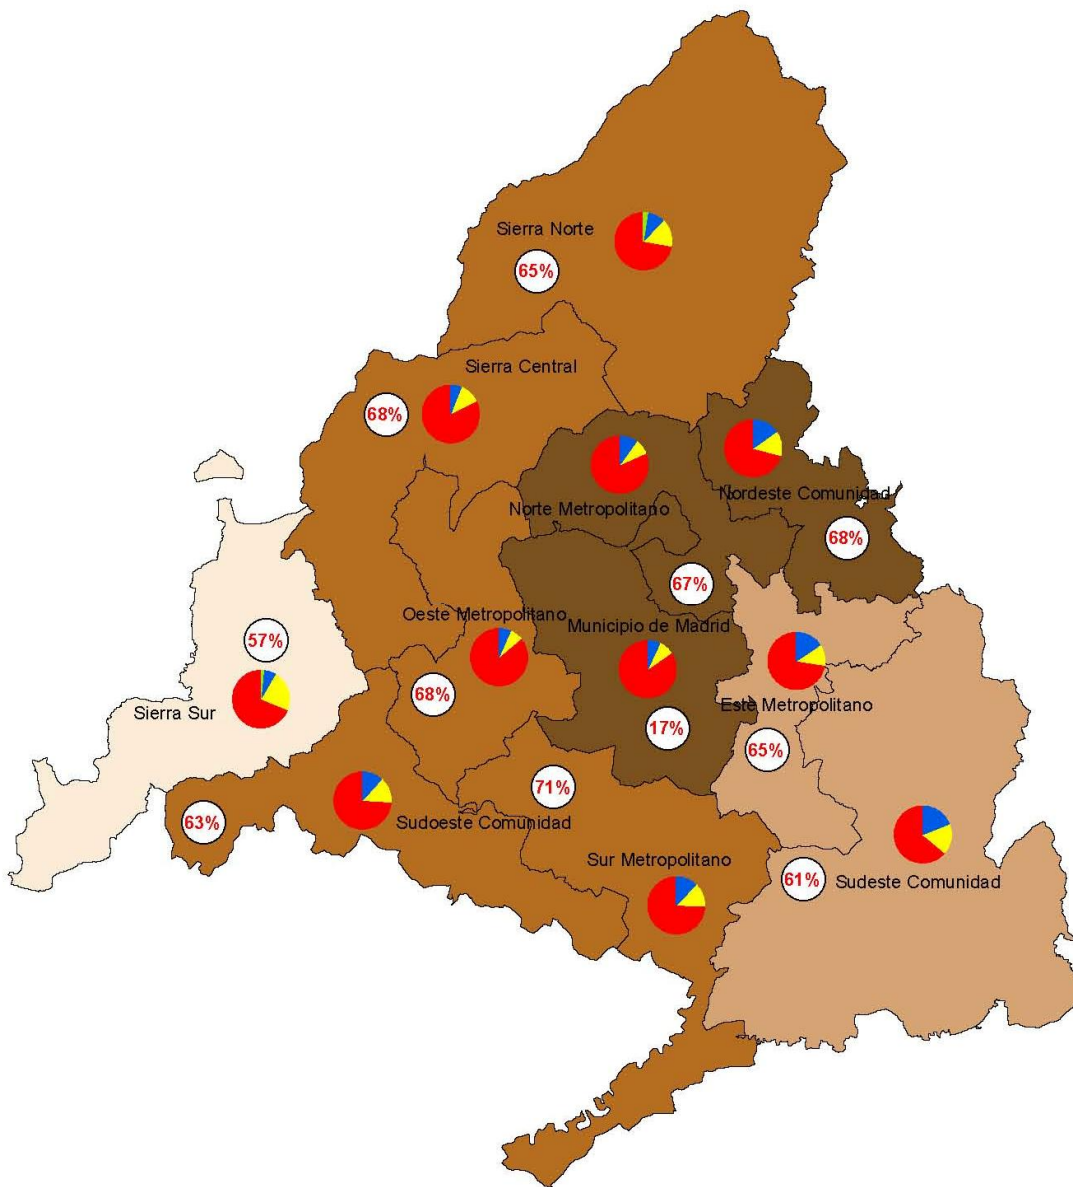 Sierra Norte
65%
Sierra Central
68%
Norte Metropolitano
Nordeste Comunidad
68%
67%
Oeste Metropolitano
Municipio de Madrid
57%
68%
Sierra Sur
17%
Este Metropolitano
65%
71%
63%
Sudoeste Comunidad
Sur Metropolitano
61%
Sudeste Comunidad